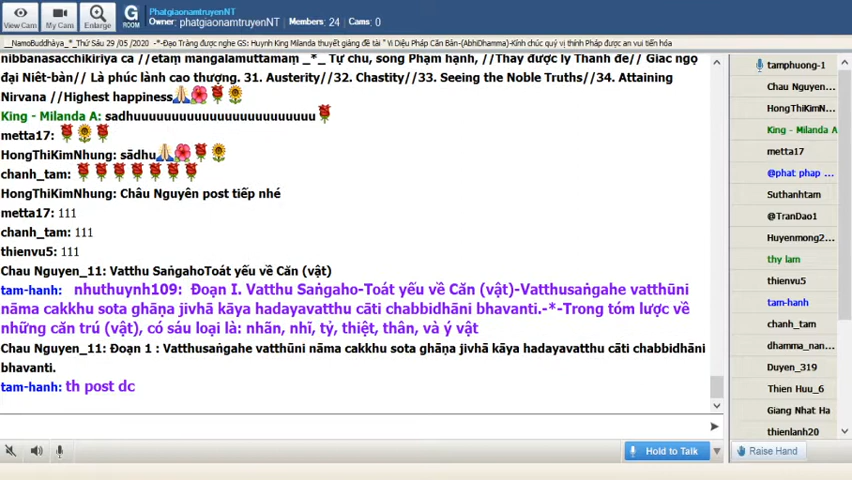 PhatgiaonamtruyenNT
Owner: phatgiaonamtruyenNT Members: 24 Cams: 0
View Cam
My Cam
Enlarge
G ROOM
__NamoBuddhàya_*_Thứ Sáu 29 /05 /2020 -*-Đạo Tràng được nghe GS: Huynh King Milanda thuyết giảng đề tài " Vi Diệu Pháp Căn Bản-(AbhiDhamma)-Kính chúc quý vị thính Pháp được an vui tiến hóa
nibbānasacchikiriyā ca //etaṃ maṅgalamuttamaṃ _*_ Tự chủ, sống Phạm hạnh, //Thấy được lý Thánh đế// Giác ngộ
đại Niết-bàn// Là phúc lành cao thượng. 31. Austerity//32. Chastity//33. Seeing the Noble Truths//34. Attaining
Nirvana //Highest happiness
King - Milanda A: sadhuuuuuuuuuuuuuuuuuuuuuuuu
metta17:
HongThiKimNhung: sādhu
chanh_tam:
HongThiKimNhung: Châu Nguyên post tiếp nhé
metta17: 111
chanh_tam: 111
thienvu5: 111
Chau Nguyen_11: Vatthu SaṅgahoToát yếu về Căn (vật)
tam-hanh: nhuthuynh109: Đoạn I. Vatthu Saṅgaho-Toát yếu về Căn (vật)-Vatthusaṅgahe vatthūni
nāma cakkhu sota ghāṇa jivhā kāya hadayavatthu cāti chabbidhāni bhavanti.-*-Trong tóm lược về
những căn trú (vật), có sáu loại là: nhãn, nhĩ, tỷ, thiệt, thân, và ý vật
Chau Nguyen_11: Đoạn 1 : Vatthusaṅgahe vatthūni nāma cakkhu sota ghāṇa jivhā kāya hadayavatthu cāti chabbidhāni
bhavanti.
tam-hanh: th post dc
Hold to Talk
Raise Hand
tamphuong-1
Chau Nguyen...
HongThiKimN...
King - Milanda A
metta17
@phat phap ...
Suthanhtam
@TranDao1
Huyenmong2...
thy lam
thienvu5
tam-hanh
chanh_tam
dhamma_nan...
Duyen_319
Thien Huu_6
Giang Nhat Ha
thienlanh20